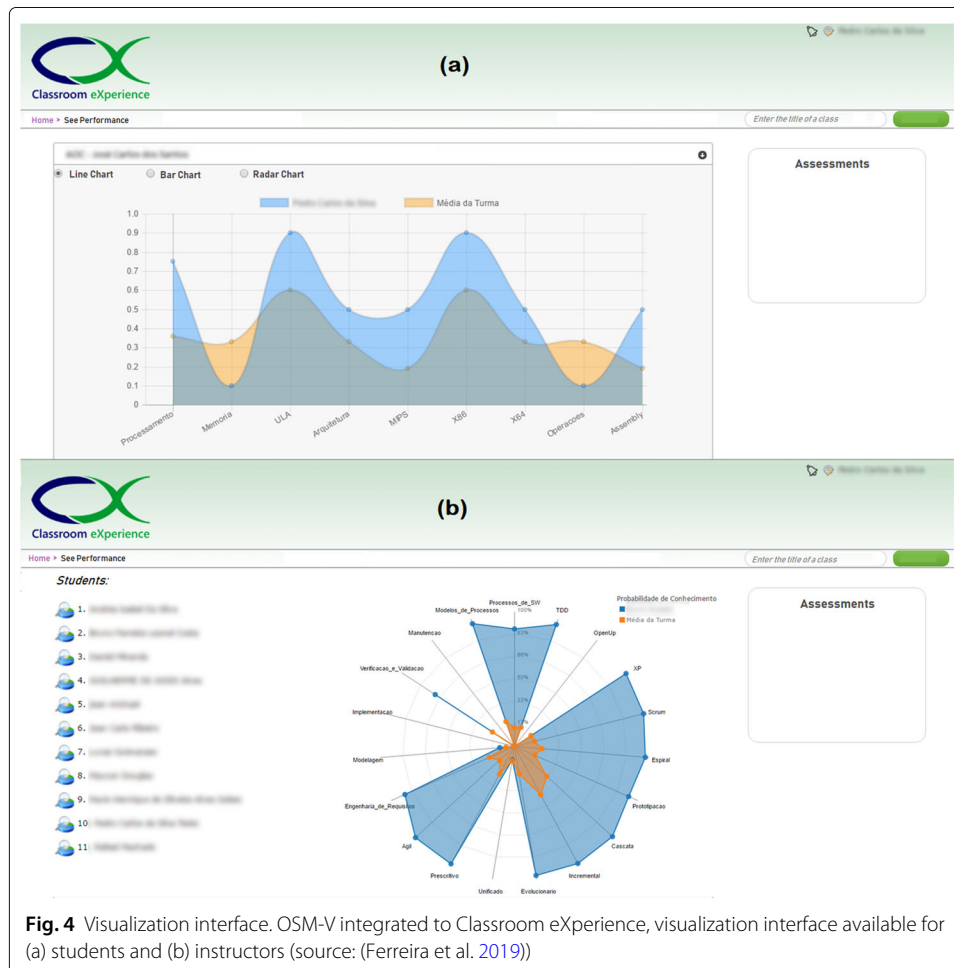 (a)
Classroom eXperience
Home > See Performance
Enter the title of a class
Assessments
Line Chart
Bar Chart
Radar Chart
Média da Turma
1.0
0.9
0.8
0.7
0.6
0.5
0.4
0.3
0.2
0.1
0
Processamento
Memoria
ULA
Arquitetura
MIPS
X86
X64
Operacoes
Assembly
(b)
Classroom eXperience
Home > See Performance
Enter the title of a class
Students:
1.
2.
3.
4.
5.
6.
7.
8.
9.
10.
11.
Probabilidade de Conhecimento
Média da Turma
Processos_de_SW
100%
83%
66%
50%
33%
17%
TDD
OpenUp
XP
Scrum
Espiral
Prototipacao
Cascata
Incremental
Evolucionario
Unificado
Prescritivo
Agil
Engenharia_de_Requisitos
Modelagem
Implementacao
Verificacao_e_Validacao
Manutencao
Modelos_de_Processos
Assessments
Fig. 4 Visualization interface. OSM-V integrated to Classroom eXperience, visualization interface available for
(a) students and (b) instructors (source: (Ferreira et al. 2019))